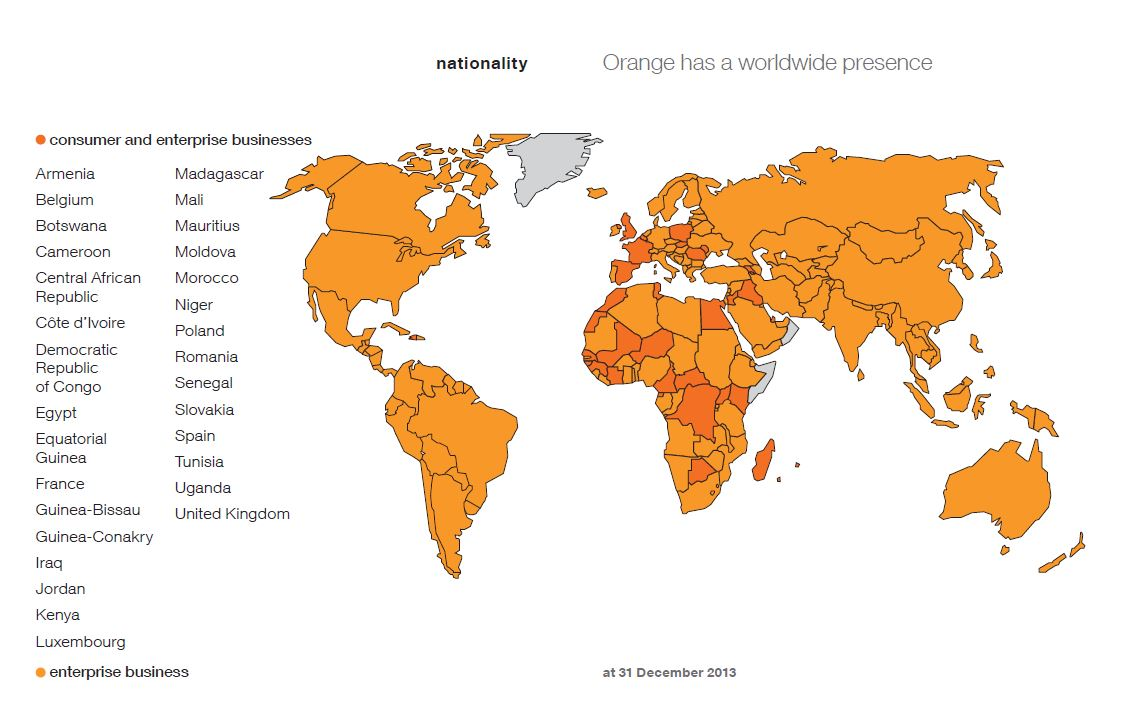 nationality
Orange has a worldwide presence
consumer and enterprise businesses
Armenia
Belgium
Botswana
Cameroon
Central African
Republic
Côte d'Ivoire
Democratic
Republic
of Congo
Egypt
Equatorial
Guinea
France
Guinea-Bissau
Guinea-Conakry
Iraq
Jordan
Kenya
Luxembourg
Madagascar
Mali
Mauritius
Moldova
Morocco
Niger
Poland
Romania
Senegal
Slovakia
Spain
Tunisia
Uganda
United Kingdom
enterprise business
at 31 December 2013